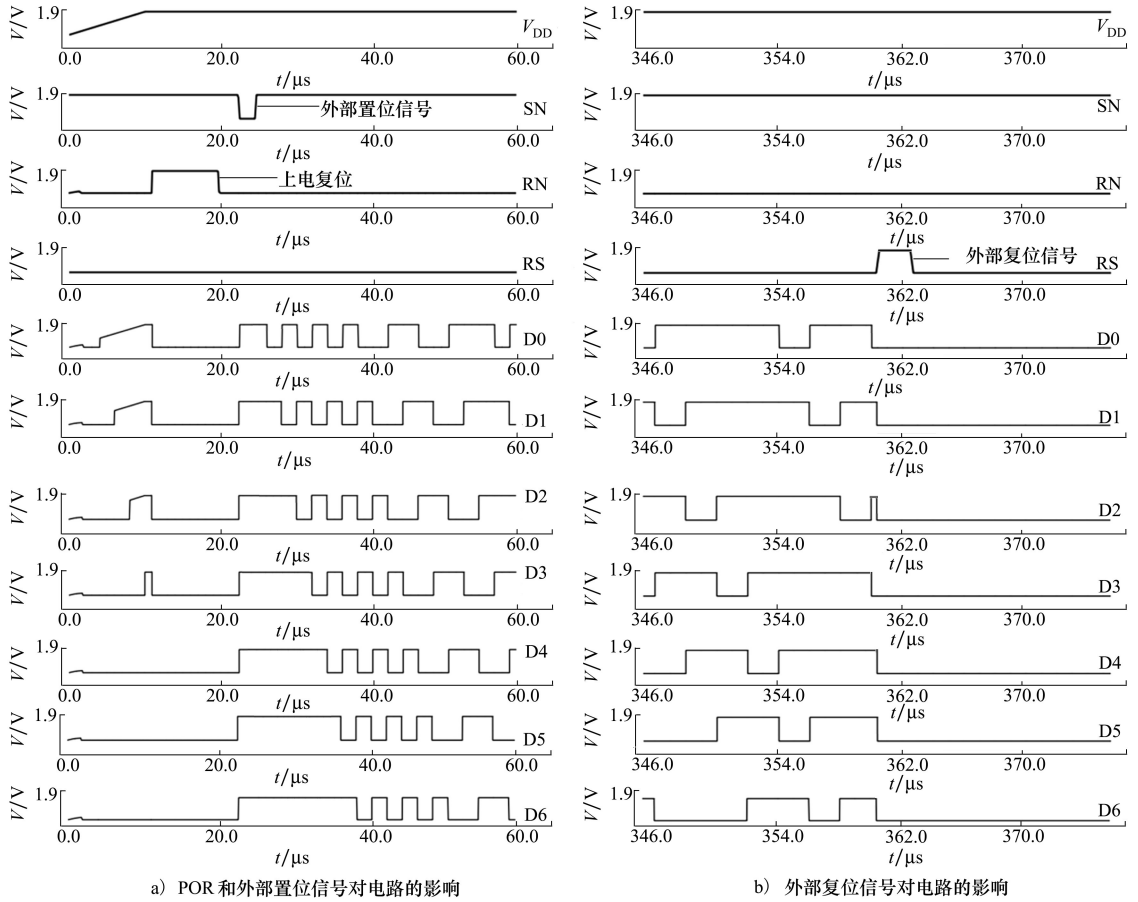 V/V 1.9 V_DD
0.0 20.0 40.0 60.0
t/μs
V/V 1.9 外部置位信号 SN
0.0 20.0 40.0 60.0
t/μs
V/V 1.9 上电复位 RN
0.0 20.0 40.0 60.0
t/μs
V/V 1.9 RS
0.0 20.0 40.0 60.0
t/μs
V/V 1.9 D0
0.0 20.0 40.0 60.0
t/μs
V/V 1.9 D1
0.0 20.0 40.0 60.0
t/μs
V/V 1.9 D2
0.0 20.0 40.0 60.0
t/μs
V/V 1.9 D3
0.0 20.0 40.0 60.0
t/μs
V/V 1.9 D4
0.0 20.0 40.0 60.0
t/μs
V/V 1.9 D5
0.0 20.0 40.0 60.0
t/μs
V/V 1.9 D6
0.0 20.0 40.0 60.0
t/μs
a）POR 和外部置位信号对电路的影响
V/V 1.9 V_DD
346.0 354.0 362.0 370.0
t/μs
V/V 1.9 SN
346.0 354.0 362.0 370.0
t/μs
V/V 1.9 RN
346.0 354.0 362.0 370.0
t/μs
V/V 1.9 外部复位信号 RS
346.0 354.0 362.0 370.0
t/μs
V/V 1.9 D0
346.0 354.0 362.0 370.0
t/μs
V/V 1.9 D1
346.0 354.0 362.0 370.0
t/μs
V/V 1.9 D2
346.0 354.0 362.0 370.0
t/μs
V/V 1.9 D3
346.0 354.0 362.0 370.0
t/μs
V/V 1.9 D4
346.0 354.0 362.0 370.0
t/μs
V/V 1.9 D5
346.0 354.0 362.0 370.0
t/μs
V/V 1.9 D6
346.0 354.0 362.0 370.0
t/μs
b）外部复位信号对电路的影响